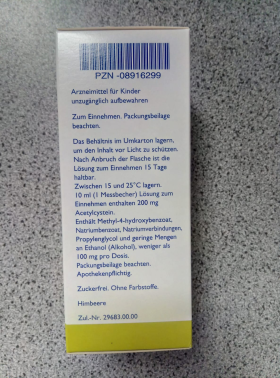 PZN -08916299
Arzneimittel für Kinder
unzugänglich aufbewahren
Zum Einnehmen. Packungsbeilage
beachten.
Das Behältnis im Umkarton lagern,
um den Inhalt vor Licht zu schützen.
Nach Anbruch der Flasche ist die
Lösung zum Einnehmen 15 Tage
haltbar.
Zwischen 15 und 25°C lagern.
10 ml (1 Messbecher) Lösung zum
Einnehmen enthalten 200 mg
Acetylcystein.
Enthält Methyl-4-hydroxybenzoat,
Natriumbenzoat, Natriumverbindungen,
Propylenglycol und geringe Mengen
an Ethanol (Alkohol), weniger als
100 mg pro Dosis.
Packungsbeilage beachten.
Apothekenpflichtig.
Zuckerfrei. Ohne Farbstoffe.
Himbeere
Zul.-Nr. 29683.00.00